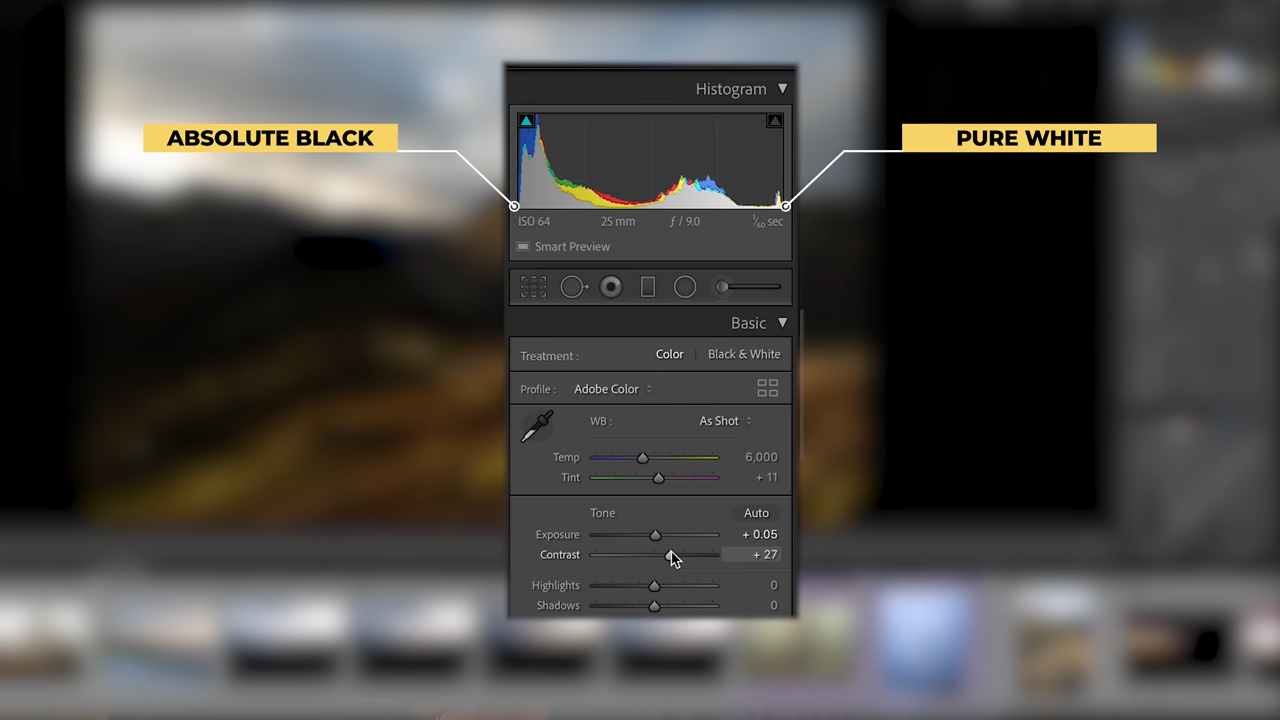 Histogram
ABSOLUTE BLACK
PURE WHITE
ISO 64 25 mm ƒ / 9.0 1/60 sec
Smart Preview
Basic
Treatment : Color Black & White
Profile : Adobe Color
WB : As Shot
Temp 6,000
Tint + 11
Tone Auto
Exposure + 0.05
Contrast + 27
Highlights 0
Shadows 0